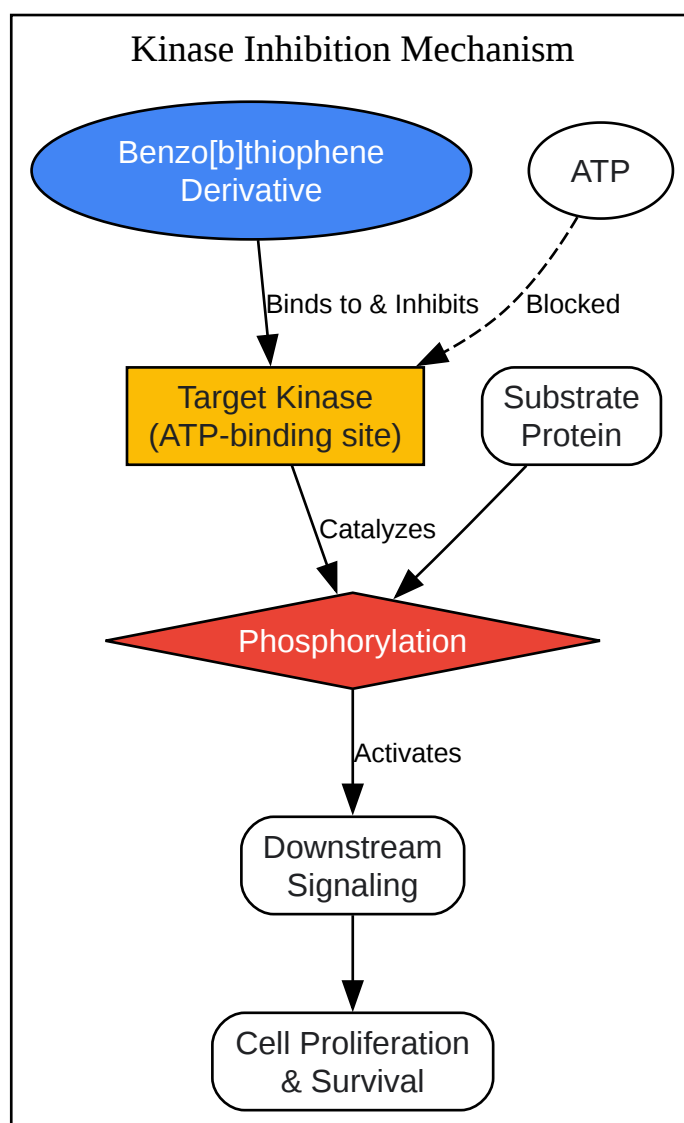 Kinase Inhibition Mechanism
Benzo[b]thiophene
Derivative
ATP
Binds to & Inhibits
Blocked
Target Kinase
(ATP-binding site)
Substrate
Protein
Catalyzes
Phosphorylation
Activates
Downstream
Signaling
Cell Proliferation
& Survival